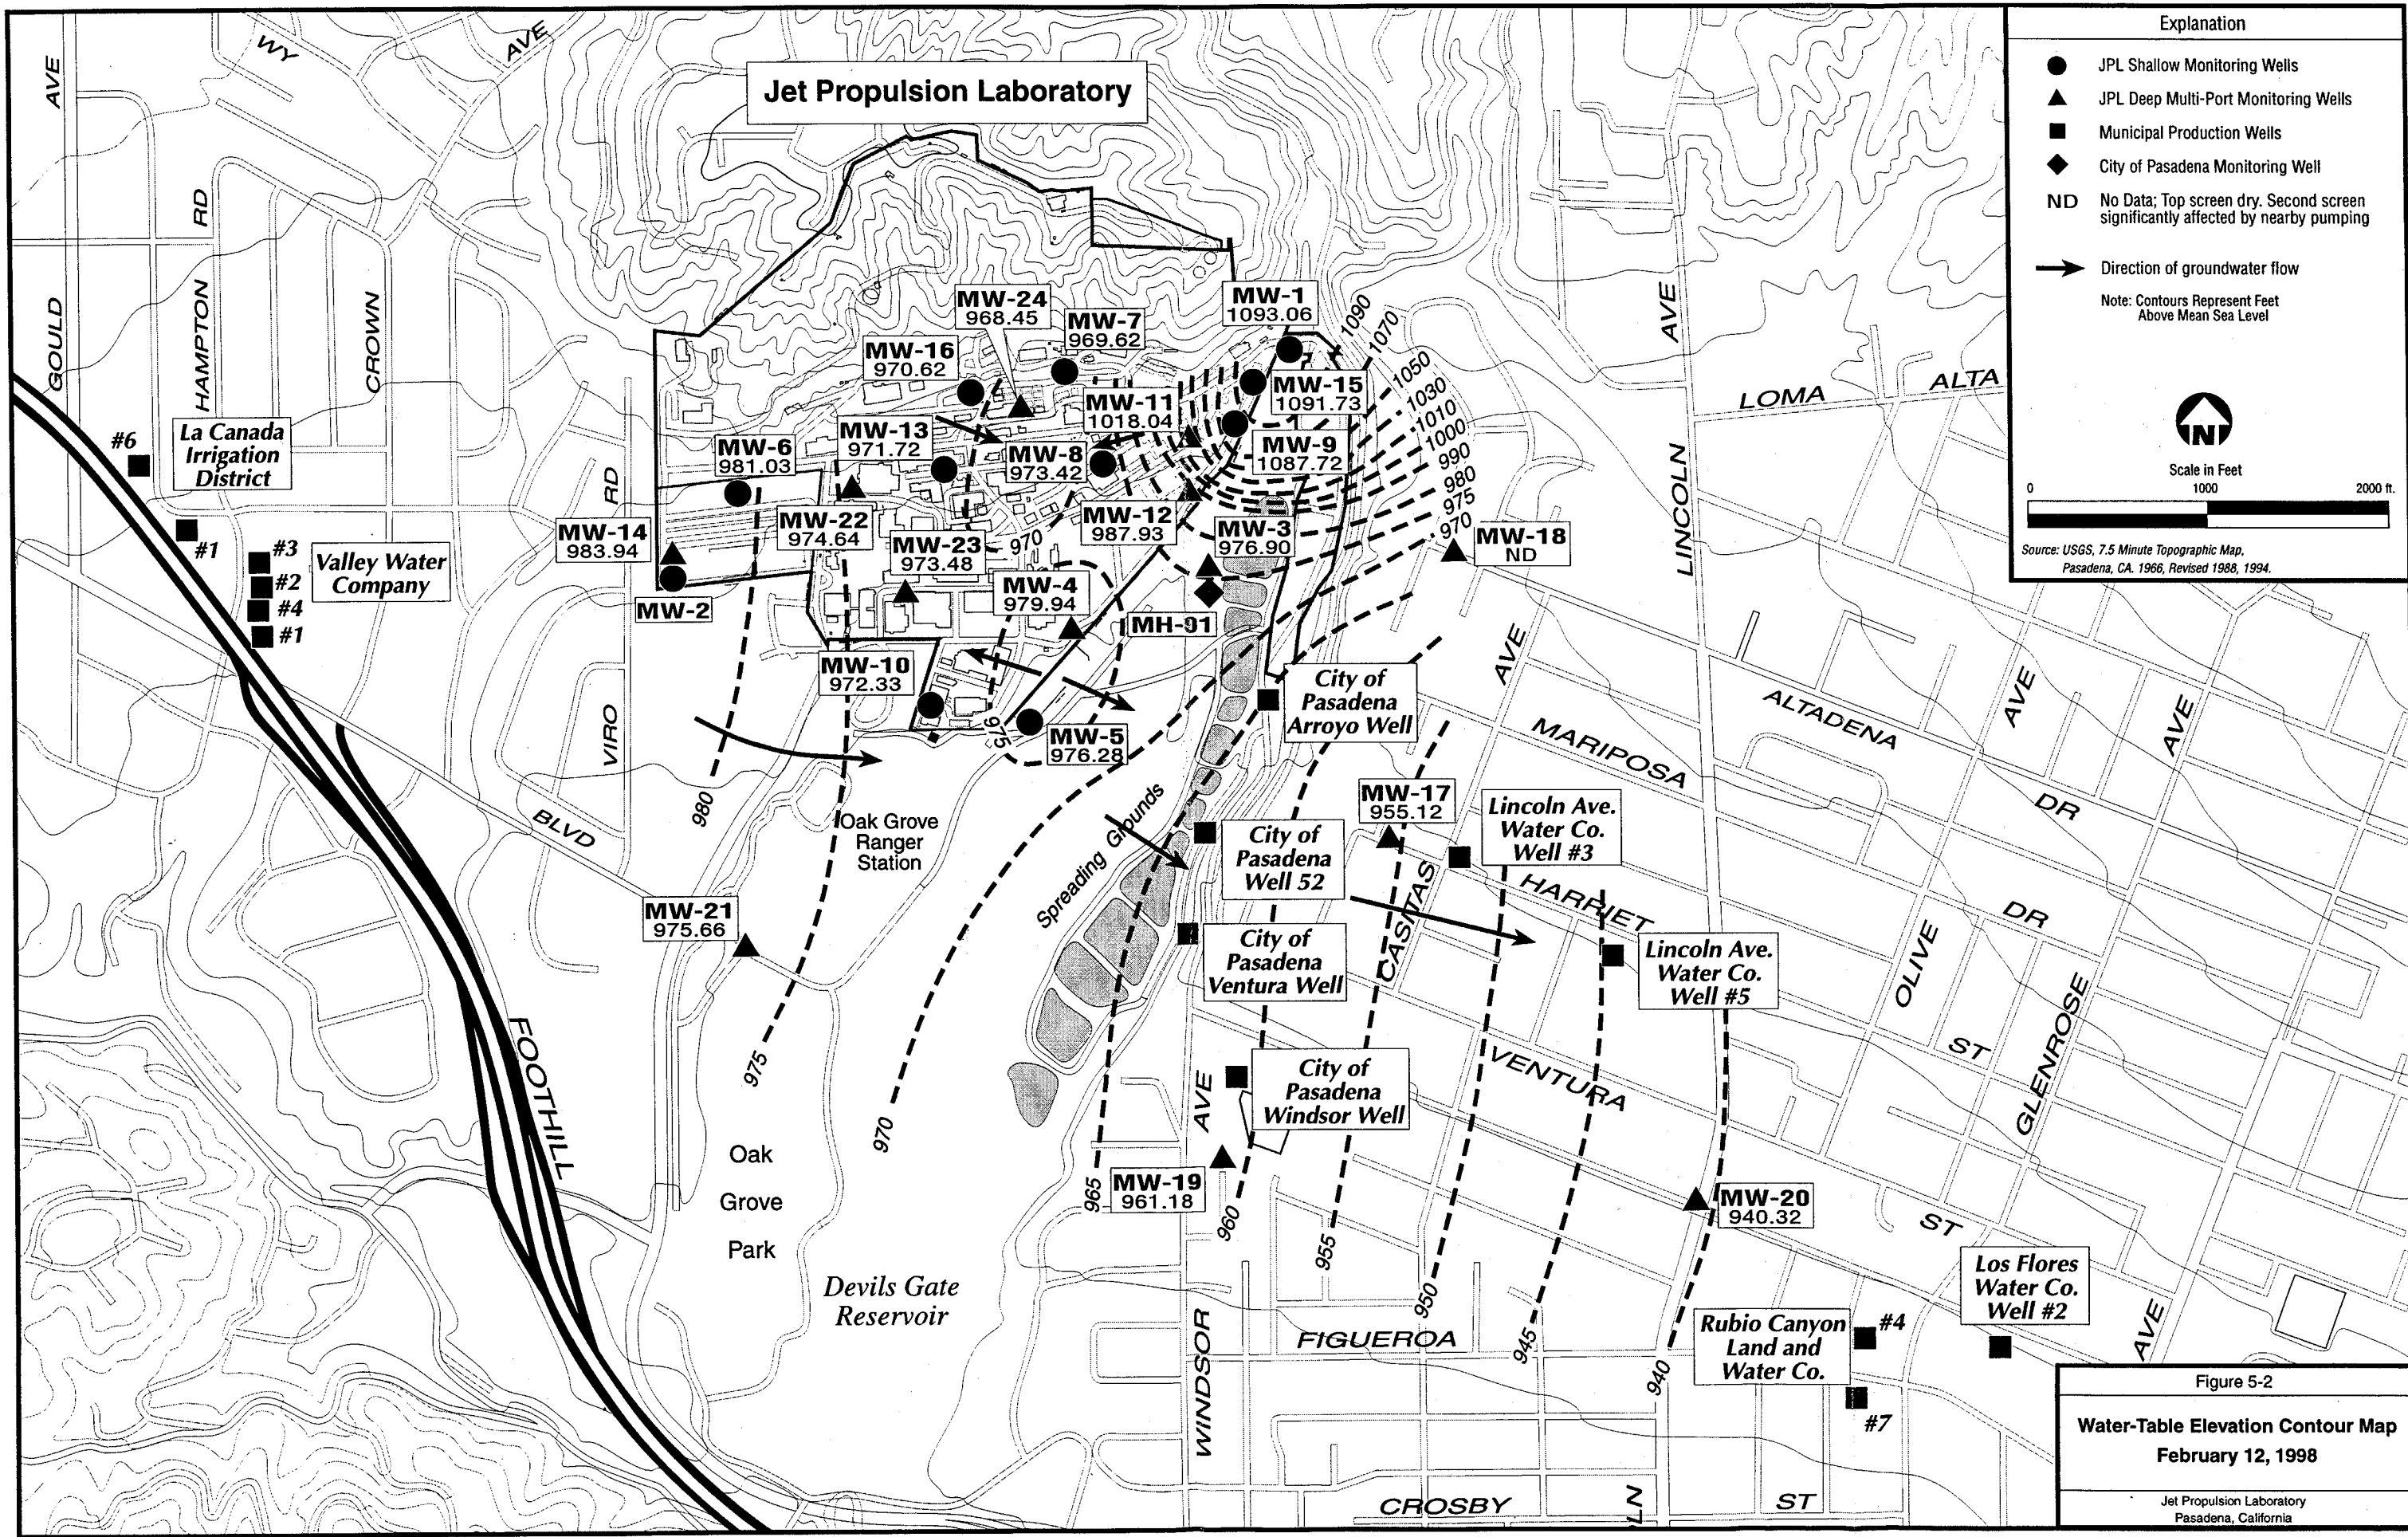 Jet Propulsion Laboratory
Explanation
JPL Shallow Monitoring Wells
JPL Deep Multi-Port Monitoring Wells
Municipal Production Wells
City of Pasadena Monitoring Well
ND No Data; Top screen dry. Second screen
significantly affected by nearby pumping
Direction of groundwater flow
Note: Contours Represent Feet
Above Mean Sea Level
N
Scale in Feet
0 1000 2000 ft.
Source: USGS, 7.5 Minute Topographic Map,
Pasadena, CA. 1966, Revised 1988, 1994.
AVE
WY
AVE
GOULD
HAMPTON
RD
CROWN
VIRO
RD
BLVD
FOOTHILL
#6
La Canada
Irrigation
District
#1
#3
#2
#4
#1
Valley Water
Company
MW-24
968.45
MW-7
969.62
MW-1
1093.06
MW-16
970.62
MW-11
1018.04
MW-15
1091.73
MW-6
981.03
MW-13
971.72
MW-8
973.42
MW-9
1087.72
MW-14
983.94
MW-22
974.64
MW-23
973.48
MW-12
987.93
MW-3
976.90
MW-18
ND
MW-2
MW-4
979.94
MH-01
MW-10
972.33
MW-5
976.28
1090
1070
1050
1030
1010
1000
990
980
975
970
970
975
980
975
970
965
960
955
950
945
940
City of
Pasadena
Arroyo Well
MW-17
955.12
Lincoln Ave.
Water Co.
Well #3
City of
Pasadena
Well 52
City of
Pasadena
Ventura Well
Lincoln Ave.
Water Co.
Well #5
City of
Pasadena
Windsor Well
MW-21
975.66
MW-19
961.18
MW-20
940.32
Oak Grove
Ranger
Station
Spreading Grounds
Oak
Grove
Park
Devils Gate
Reservoir
AVE
LINCOLN
LOMA
ALTA
AVE
ALTADENA
DR
MARIPOSA
AVE
AVE
CASITAS
HARRIET
DR
OLIVE
ST
GLENROSE
VENTURA
ST
AVE
AVE
WINDSOR
FIGUEROA
CROSBY
LN
ST
Rubio Canyon
Land and
Water Co.
#4
#7
Los Flores
Water Co.
Well #2
Figure 5-2
Water-Table Elevation Contour Map
February 12, 1998
Jet Propulsion Laboratory
Pasadena, California